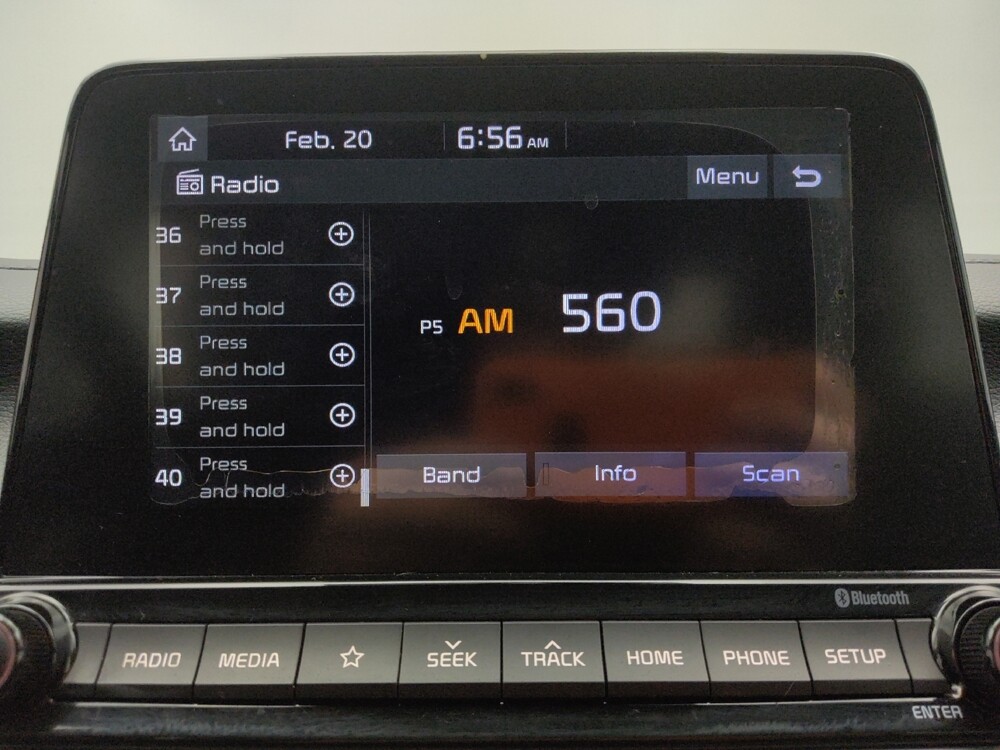 Feb. 20 6:56 AM
Radio Menu
36 Press and hold
37 Press and hold
38 Press and hold
39 Press and hold
40 Press and hold
P5 AM 560
Band Info Scan
Bluetooth
RADIO MEDIA SEEK TRACK HOME PHONE SETUP
ENTER